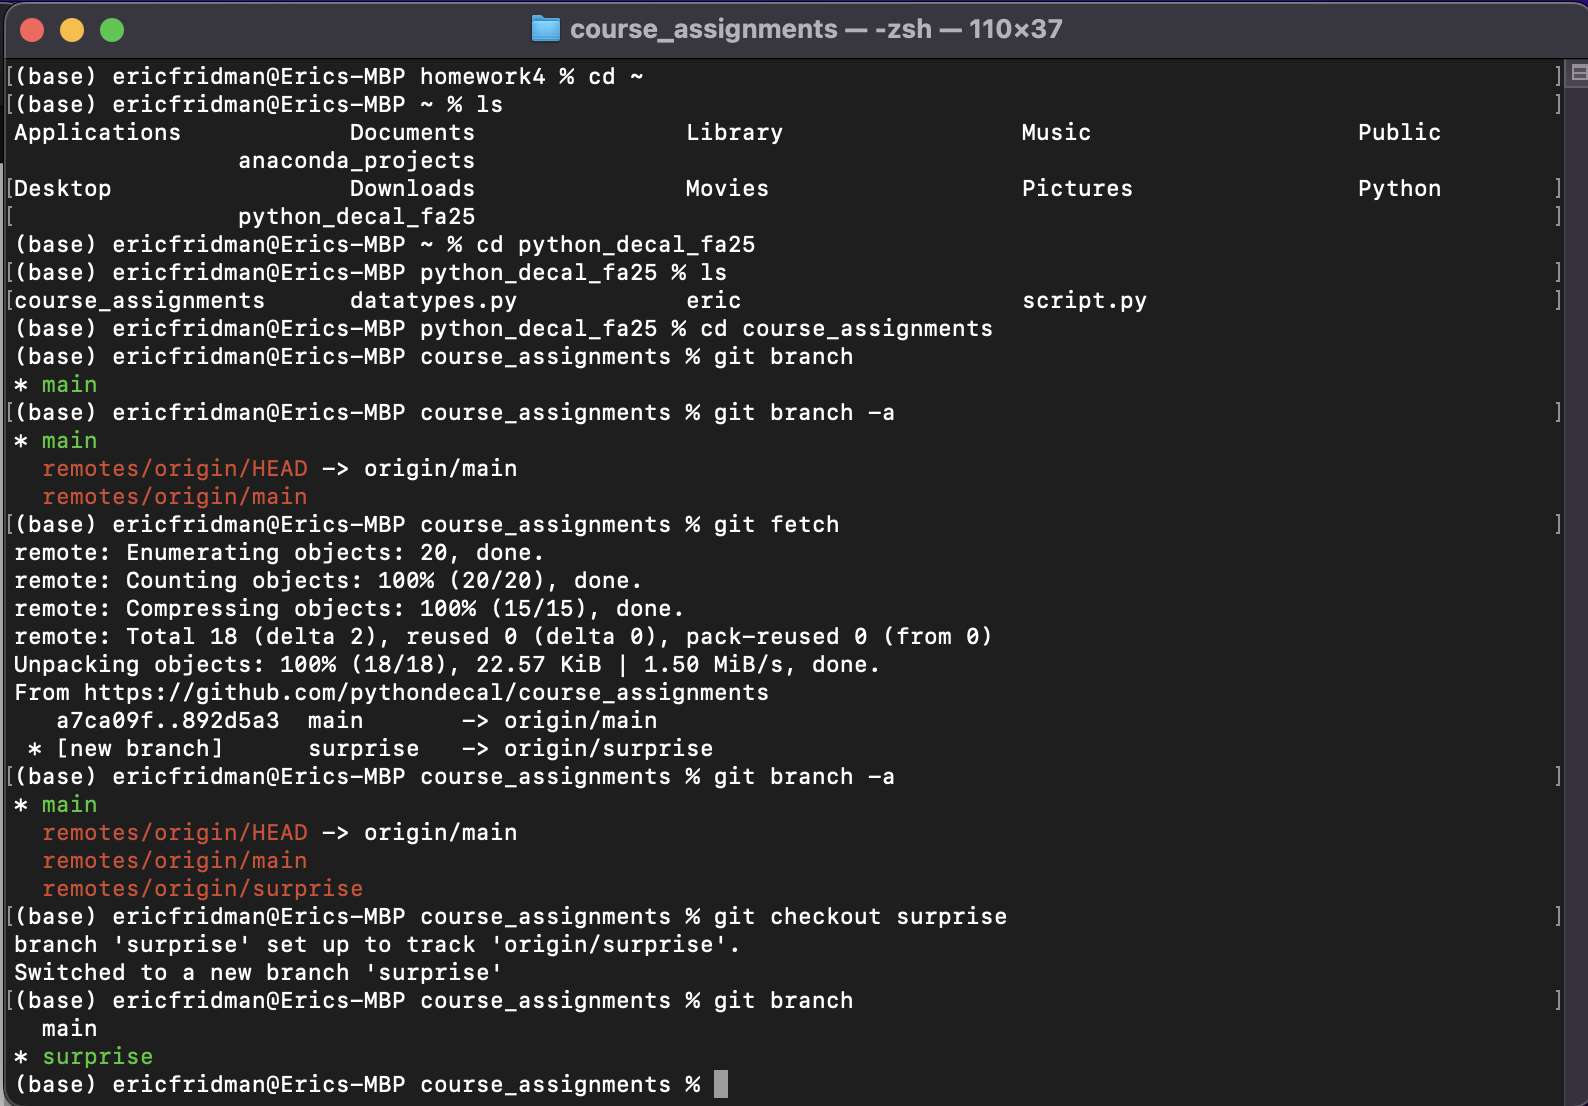 course_assignments — -zsh — 110×37
(base) ericfridman@Erics-MBP homework4 % cd ~
(base) ericfridman@Erics-MBP ~ % ls
Applications Documents Library Music Public
anaconda_projects
Desktop Downloads Movies Pictures Python
python_decal_fa25
(base) ericfridman@Erics-MBP ~ % cd python_decal_fa25
(base) ericfridman@Erics-MBP python_decal_fa25 % ls
course_assignments datatypes.py eric script.py
(base) ericfridman@Erics-MBP python_decal_fa25 % cd course_assignments
(base) ericfridman@Erics-MBP course_assignments % git branch
* main
(base) ericfridman@Erics-MBP course_assignments % git branch -a
* main
remotes/origin/HEAD -> origin/main
remotes/origin/main
(base) ericfridman@Erics-MBP course_assignments % git fetch
remote: Enumerating objects: 20, done.
remote: Counting objects: 100% (20/20), done.
remote: Compressing objects: 100% (15/15), done.
remote: Total 18 (delta 2), reused 0 (delta 0), pack-reused 0 (from 0)
Unpacking objects: 100% (18/18), 22.57 KiB | 1.50 MiB/s, done.
From https://github.com/pythondecal/course_assignments
a7ca09f..892d5a3 main -> origin/main
* [new branch] surprise -> origin/surprise
(base) ericfridman@Erics-MBP course_assignments % git branch -a
* main
remotes/origin/HEAD -> origin/main
remotes/origin/main
remotes/origin/surprise
(base) ericfridman@Erics-MBP course_assignments % git checkout surprise
branch 'surprise' set up to track 'origin/surprise'.
Switched to a new branch 'surprise'
(base) ericfridman@Erics-MBP course_assignments % git branch
main
* surprise
(base) ericfridman@Erics-MBP course_assignments %